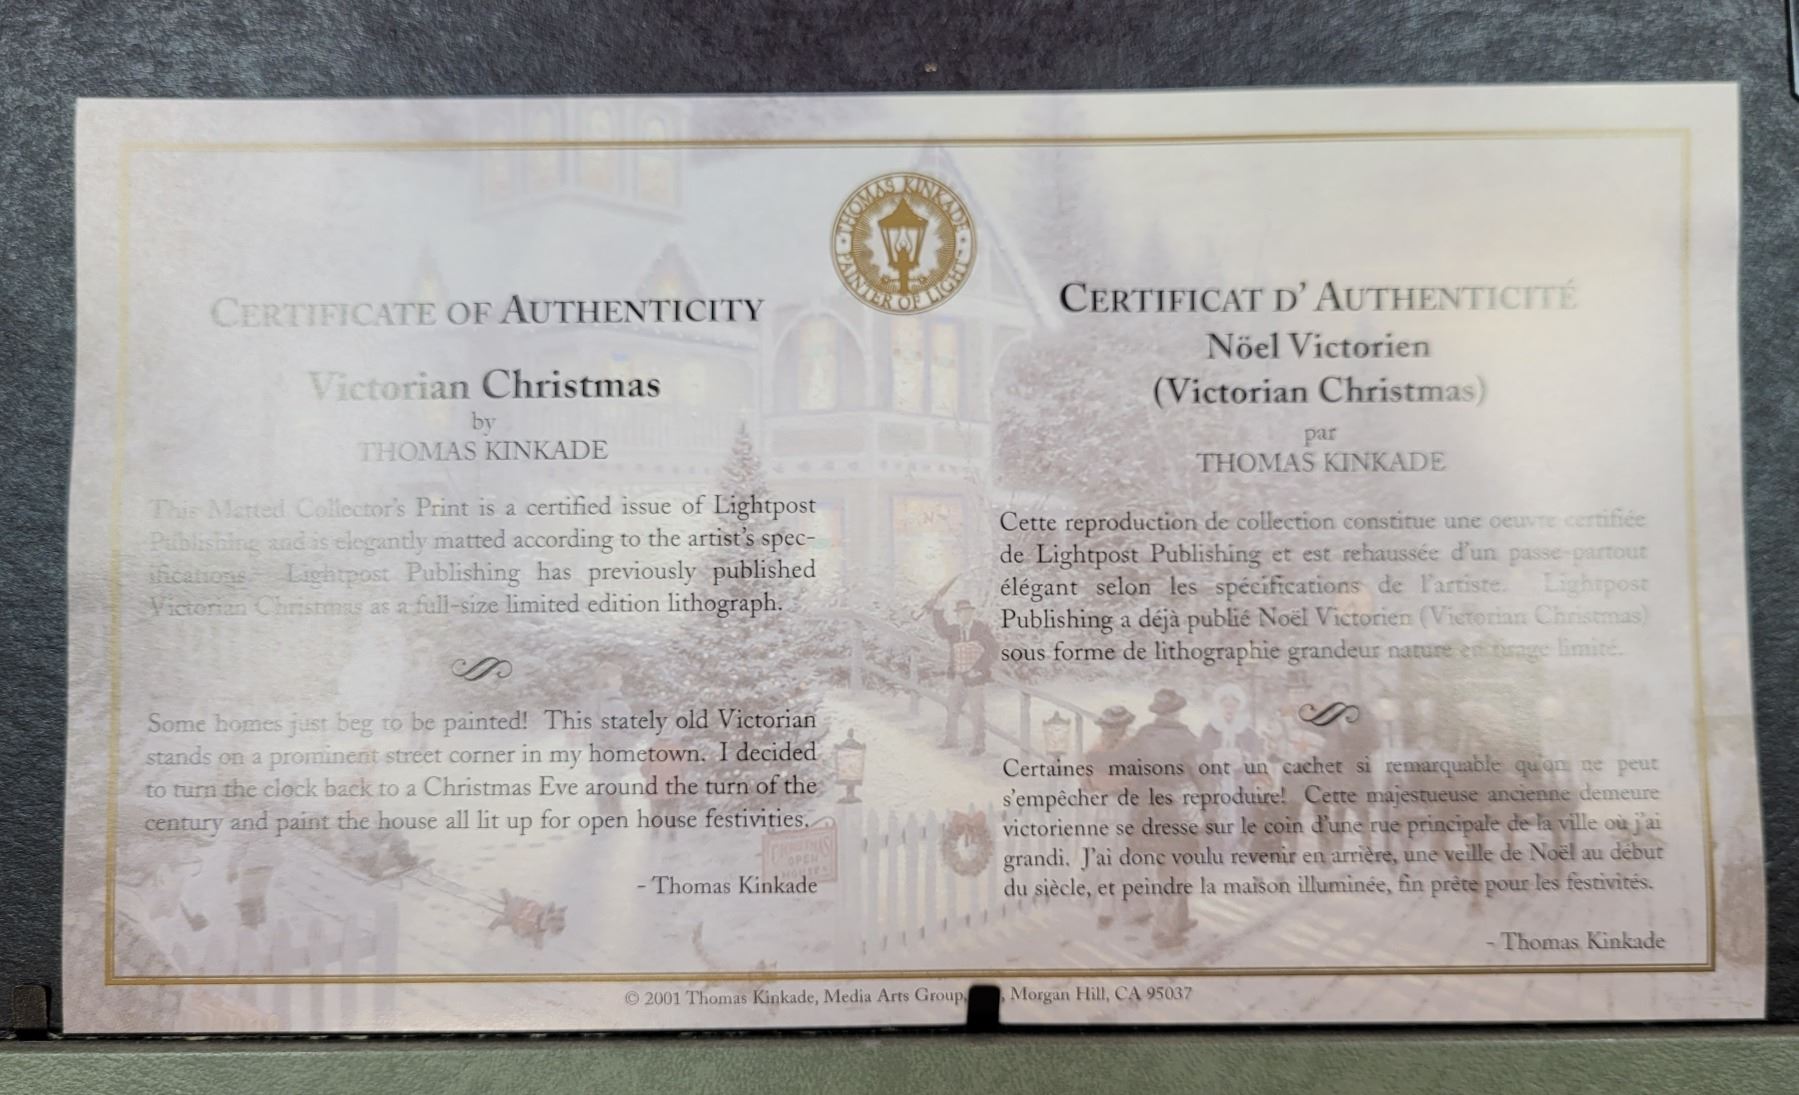 THOMAS KINKADE
PAINTER OF LIGHT
CERTIFICATE OF AUTHENTICITY
Victorian Christmas
by
THOMAS KINKADE
This Matted Collector's Print is a certified issue of Lightpost
Publishing and is elegantly matted according to the artist's spec-
ifications. Lightpost Publishing has previously published
Victorian Christmas as a full-size limited edition lithograph.
Some homes just beg to be painted! This stately old Victorian
stands on a prominent street corner in my hometown. I decided
to turn the clock back to a Christmas Eve around the turn of the
century and paint the house all lit up for open house festivities.
- Thomas Kinkade
CERTIFICAT D' AUTHENTICITÉ
Nöel Victorien
(Victorian Christmas)
par
THOMAS KINKADE
Cette reproduction de collection constitue une oeuvre certifiée
de Lightpost Publishing et est rehaussée d'un passe-partout
élégant selon les spécifications de l'artiste. Lightpost
Publishing a déjà publié Noël Victorien (Victorian Christmas)
sous forme de lithographie grandeur nature en tirage limité.
Certaines maisons ont un cachet si remarquable qu'on ne peut
s'empêcher de les reproduire! Cette majestueuse ancienne demeure
victorienne se dresse sur le coin d'une rue principale de la ville où j'ai
grandi. J'ai donc voulu revenir en arrière, une veille de Noël au début
du siècle, et peindre la maison illuminée, fin prête pour les festivités.
- Thomas Kinkade
CHRISTMAS
OPEN
HOUSE
© 2001 Thomas Kinkade, Media Arts Group, , Morgan Hill, CA 95037